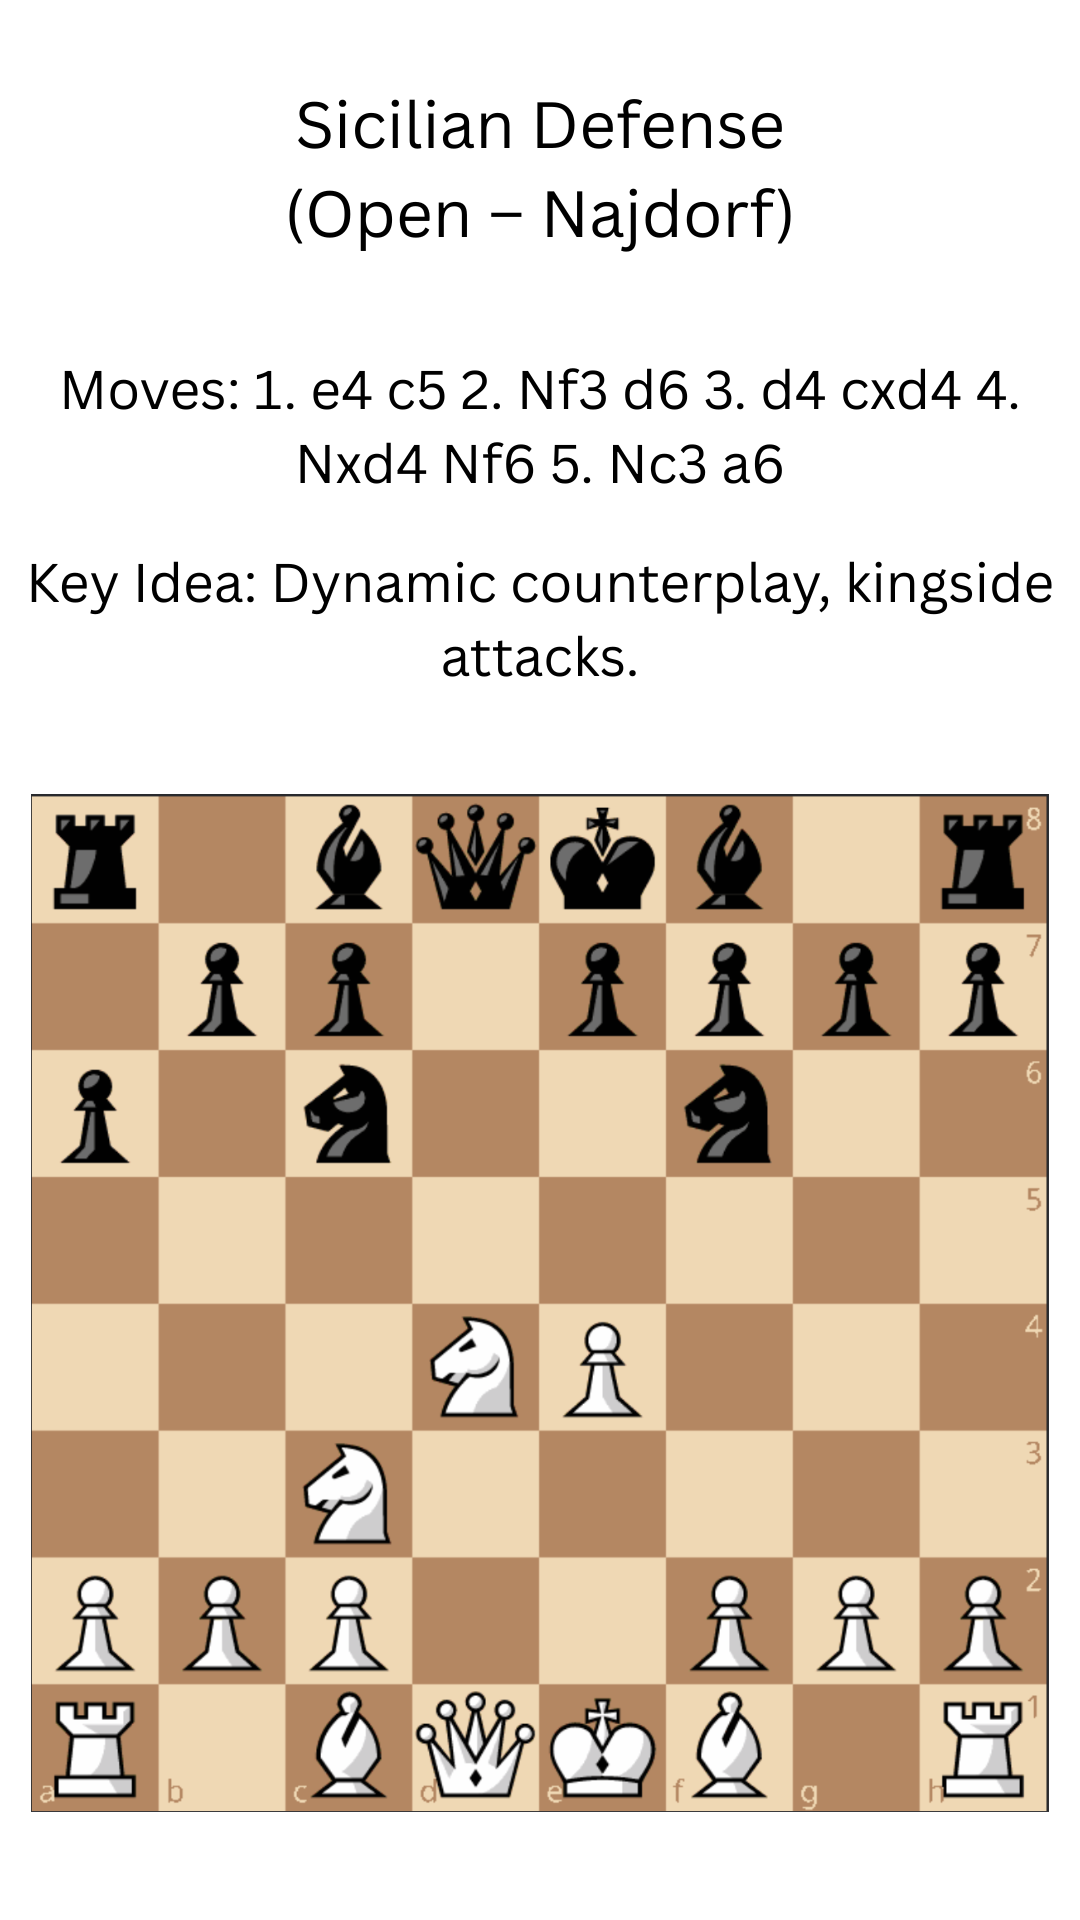 Sicilian Defense
(Open – Najdorf)
Moves: 1. e4 c5 2. Nf3 d6 3. d4 cxd4 4.
Nxd4 Nf6 5. Nc3 a6
Key Idea: Dynamic counterplay, kingside
attacks.
8
7
6
5
4
3
2
1
a b c d e f g h